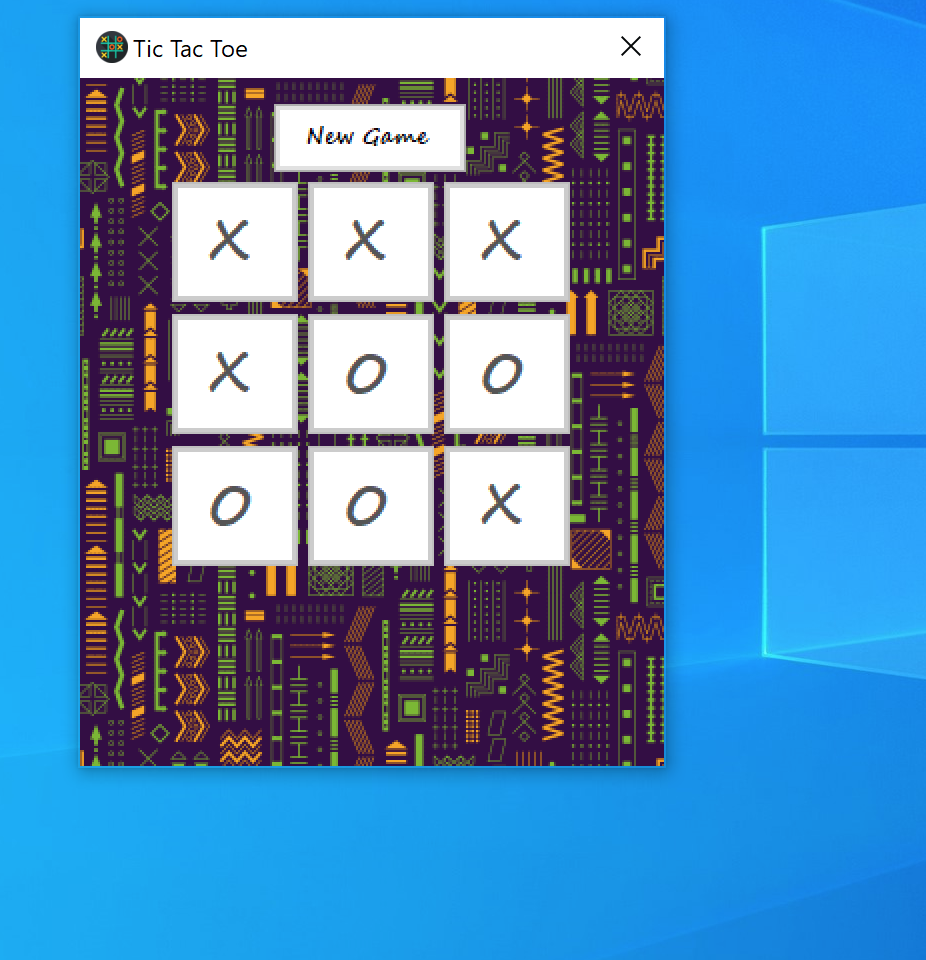 Tic Tac Toe
New Game
X X X
X O O
O O X